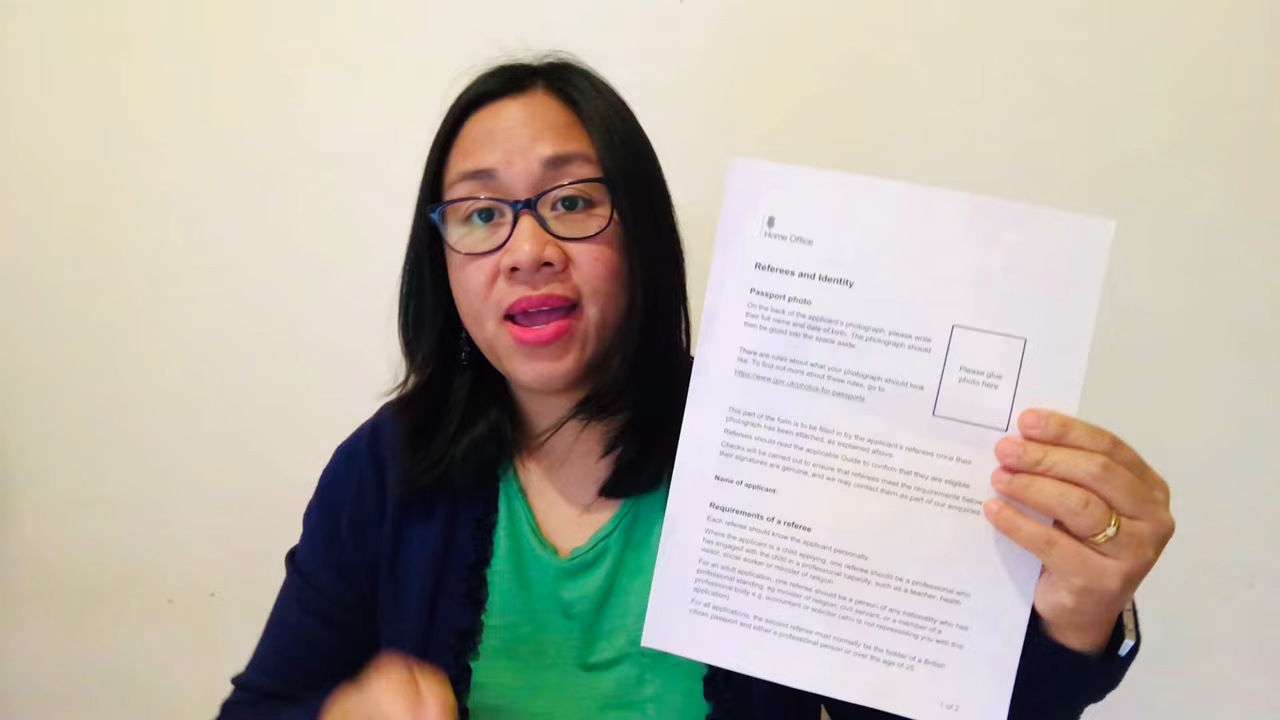 Home Office
Referees and Identity
Passport photo
On the back of the applicant's photograph, please write
their full name and date of birth. The photograph should
then be glued into the space aside.
Please glue
photo here
There are rules about what your photograph should look
like. To find out more about these rules, go to
https://www.gov.uk/photos-for-passports
This part of the form is to be filled in by the applicant's referees once their
photograph has been attached, as explained above.
Referees should read the applicable Guide to confirm that they are eligible.
Checks will be carried out to ensure that referees meet the requirements below
their signatures are genuine, and we may contact them as part of our enquiries
Name of applicant:
Requirements of a referee
Each referee should know the applicant personally.
Where the applicant is a child applying, one referee should be a professional who
has engaged with the child in a professional capacity, such as a teacher, health
visitor, social worker or minister of religion.
For an adult application, one referee should be a person of any nationality who has
professional standing, eg minister of religion, civil servant, or a member of a
professional body e.g. accountant or solicitor (who is not representing you with this
application).
For all applications, the second referee must normally be the holder of a British
citizen passport and either a professional person or over the age of 25
1 of 2